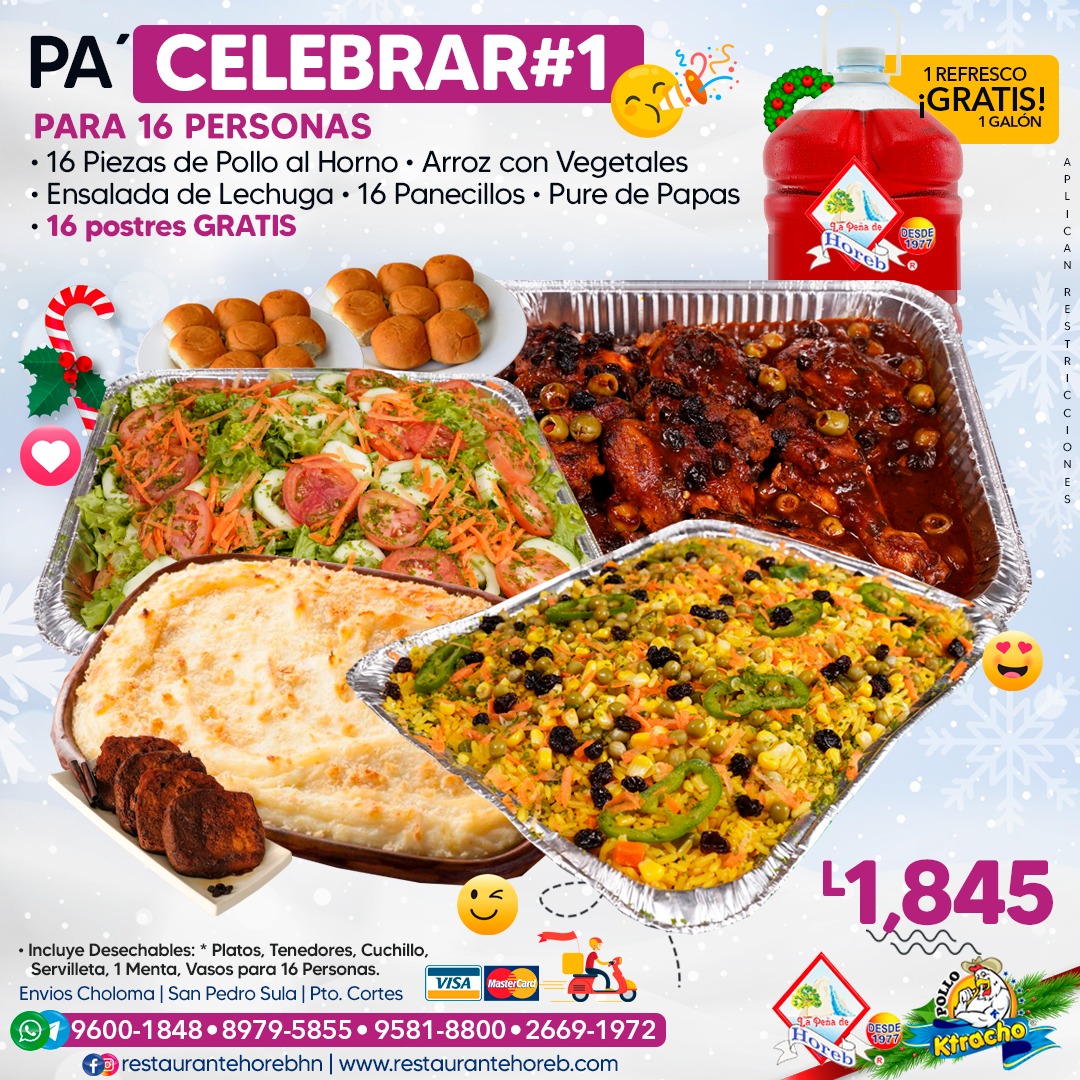 PA´ CELEBRAR#1
PARA 16 PERSONAS
• 16 Piezas de Pollo al Horno • Arroz con Vegetales
• Ensalada de Lechuga • 16 Panecillos • Pure de Papas
• 16 postres GRATIS
1 REFRESCO
¡GRATIS!
1 GALÓN
La Peña de
Horeb
®
DESDE
1977
APLICAN RESTRICCIONES
L1,845
• Incluye Desechables: * Platos, Tenedores, Cuchillo,
Servilleta, 1 Menta, Vasos para 16 Personas.
Envios Choloma | San Pedro Sula | Pto. Cortes
VISA
MasterCard
9600-1848 • 8979-5855 • 9581-8800 • 2669-1972
restaurantehorebhn | www.restaurantehoreb.com
La Peña de
Horeb
®
DESDE
1977
POLLO
Ktracho
®